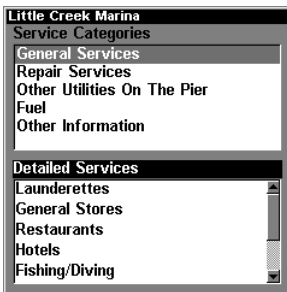 Little Creek Marina
Service Categories
General Services
Repair Services
Other Utilities On The Pier
Fuel
Other Information
Detailed Services
Launderettes
General Stores
Restaurants
Hotels
Fishing/Diving